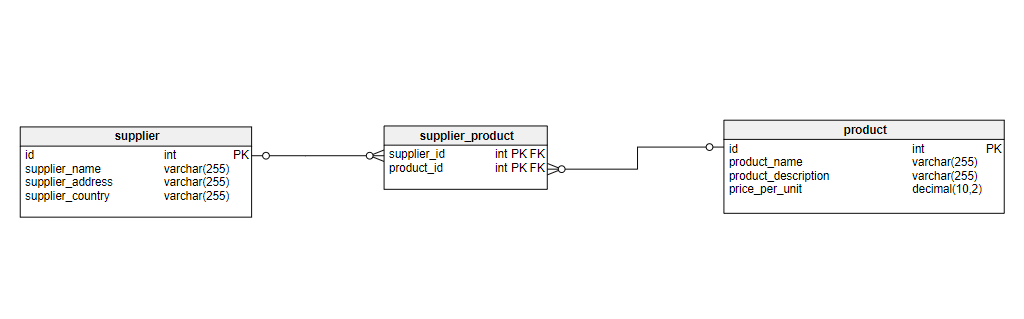 supplier
id int PK
supplier_name varchar(255)
supplier_address varchar(255)
supplier_country varchar(255)
supplier_product
supplier_id int PK FK
product_id int PK FK
product
id int PK
product_name varchar(255)
product_description varchar(255)
price_per_unit decimal(10,2)